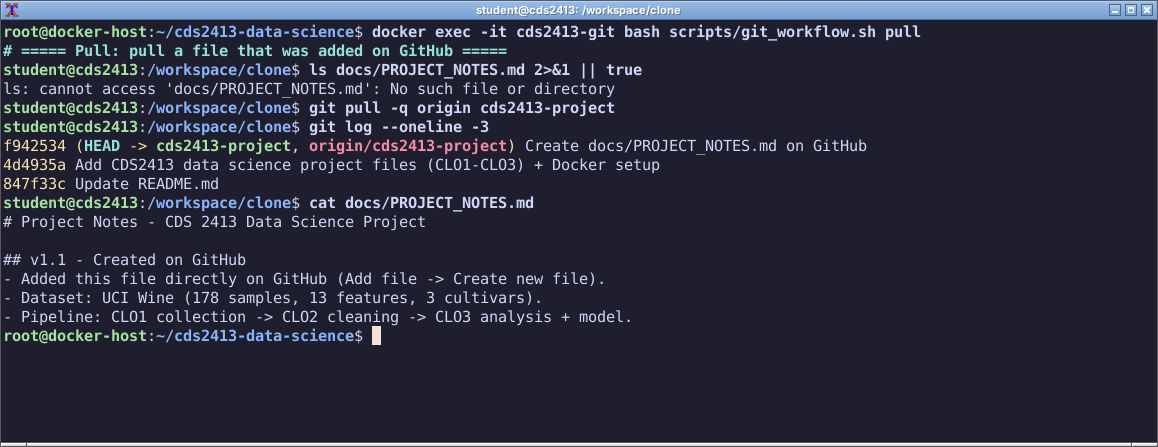 student@cds2413: /workspace/clone
root@docker-host:~/cds2413-data-science$ docker exec -it cds2413-git bash scripts/git_workflow.sh pull
# ===== Pull: pull a file that was added on GitHub =====
student@cds2413:/workspace/clone$ ls docs/PROJECT_NOTES.md 2>&1 || true
ls: cannot access 'docs/PROJECT_NOTES.md': No such file or directory
student@cds2413:/workspace/clone$ git pull -q origin cds2413-project
student@cds2413:/workspace/clone$ git log --oneline -3
f942534 (HEAD -> cds2413-project, origin/cds2413-project) Create docs/PROJECT_NOTES.md on GitHub
4d4935a Add CDS2413 data science project files (CLO1-CLO3) + Docker setup
847f33c Update README.md
student@cds2413:/workspace/clone$ cat docs/PROJECT_NOTES.md
# Project Notes - CDS 2413 Data Science Project
## v1.1 - Created on GitHub
- Added this file directly on GitHub (Add file -> Create new file).
- Dataset: UCI Wine (178 samples, 13 features, 3 cultivars).
- Pipeline: CLO1 collection -> CLO2 cleaning -> CLO3 analysis + model.
root@docker-host:~/cds2413-data-science$